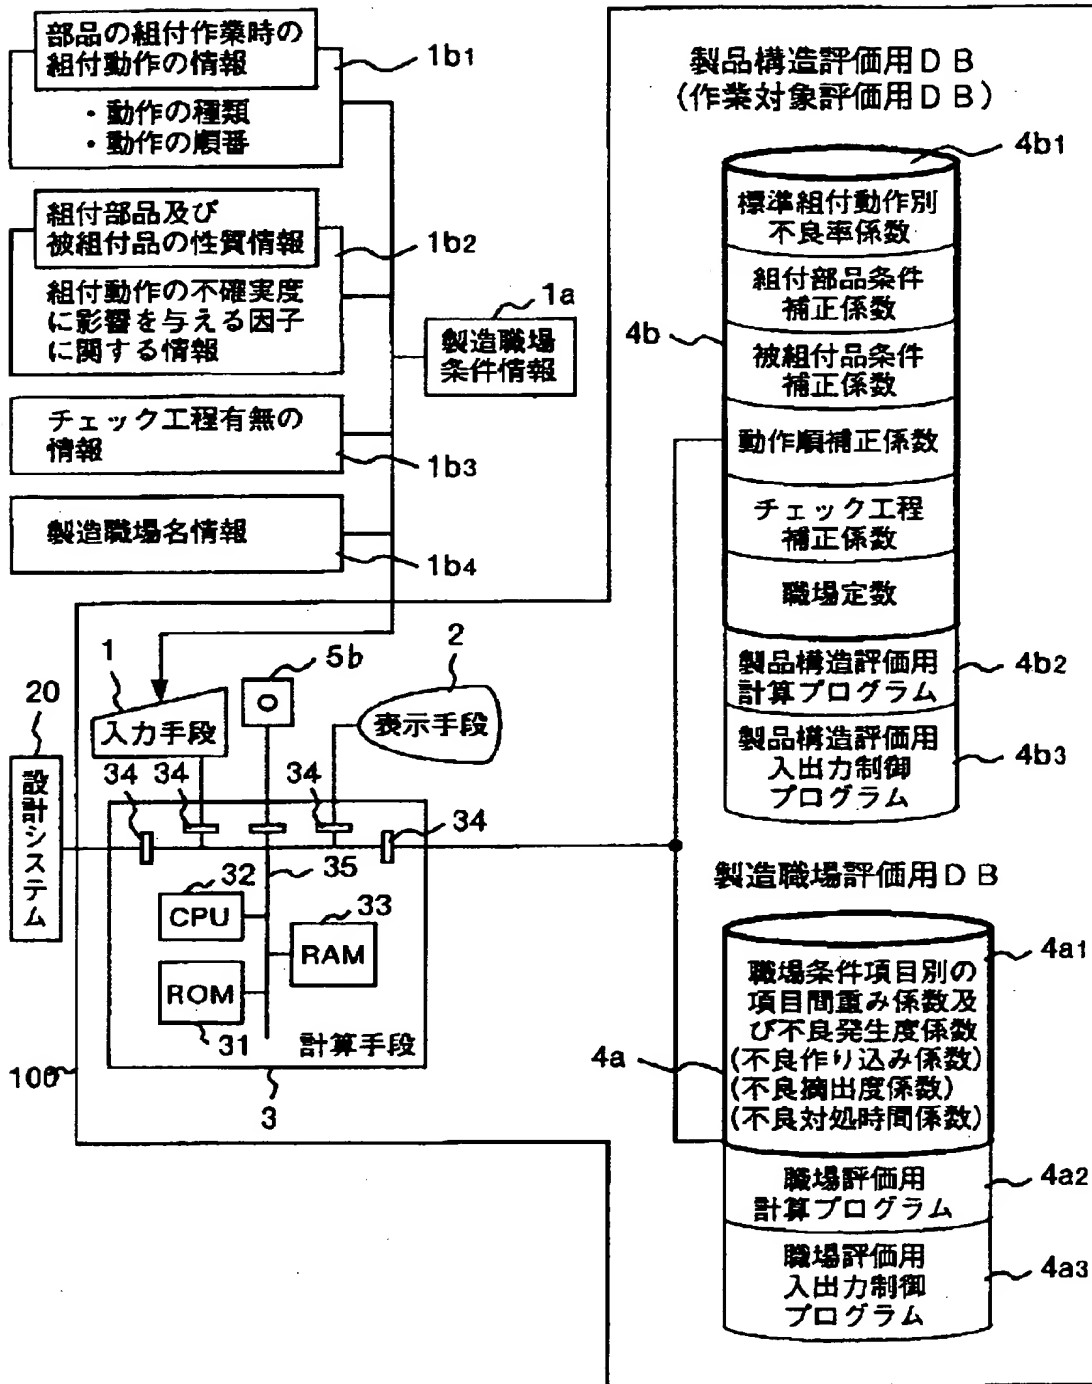 部品の組付作業時の
組付動作の情報
・動作の種類
・動作の順番
1b1
組付部品及び
被組付品の性質情報
組付動作の不確実度
に影響を与える因子
に関する情報
1b2
チェック工程有無の
情報
1b3
製造職場名情報
1b4
1a
製造職場
条件情報
製品構造評価用DB
(作業対象評価用DB)
4b1
4b
標準組付動作別
不良率係数
組付部品条件
補正係数
被組付品条件
補正係数
動作順補正係数
チェック工程
補正係数
職場定数
製品構造評価用
計算プログラム
4b2
製品構造評価用
入出力制御
プログラム
4b3
20
設計システム
1
入力手段
5b
2
表示手段
34
34
34
34
35
32
CPU
33
RAM
ROM
31
計算手段
100
3
製造職場評価用DB
4a1
4a
職場条件項目別の
項目間重み係数及
び不良発生度係数
(不良作り込み係数)
(不良摘出度係数)
(不良対処時間係数)
職場評価用
計算プログラム
4a2
職場評価用
入出力制御
プログラム
4a3